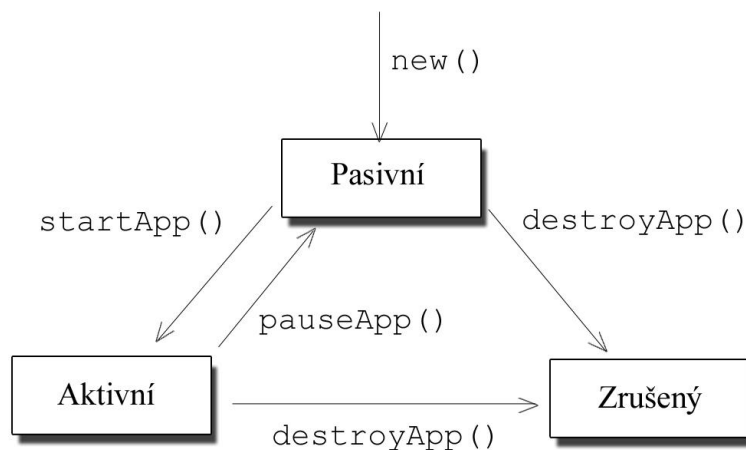 new()
Pasivní
startApp()
destroyApp()
pauseApp()
Aktivní
Zrušený
destroyApp()